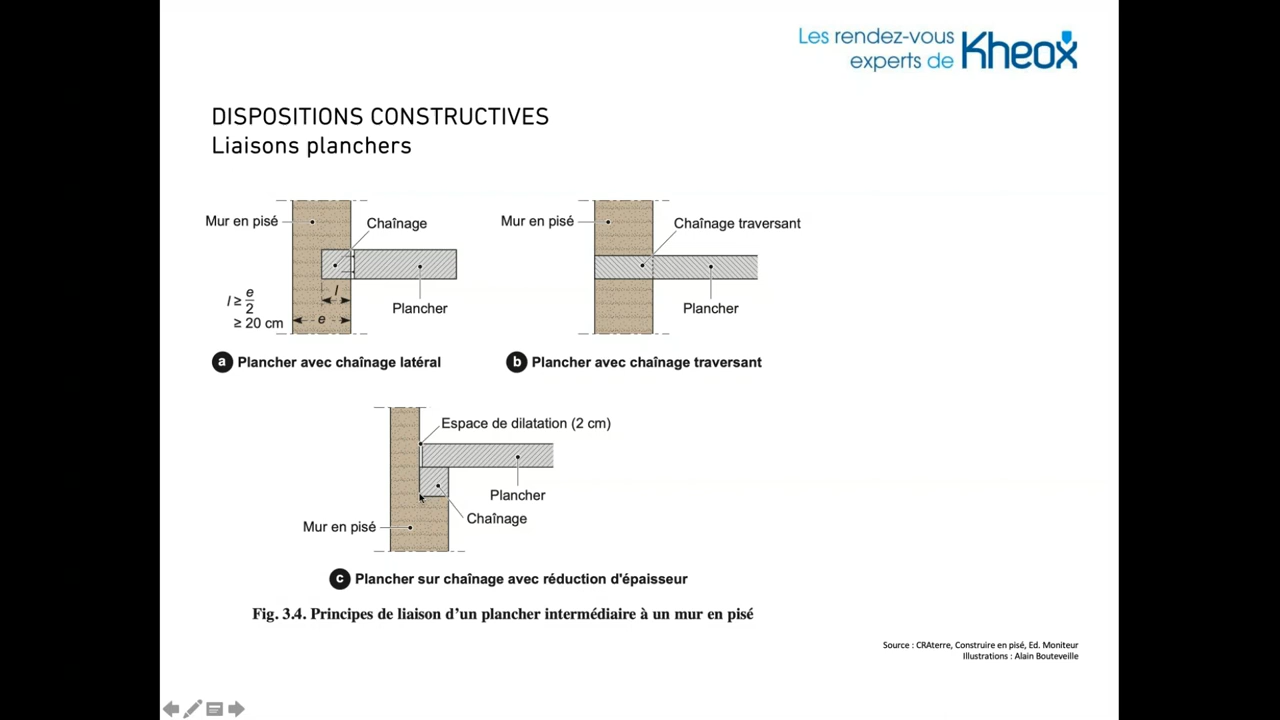 Les rendez-vous
experts de Kheox
DISPOSITIONS CONSTRUCTIVES
Liaisons planchers
Mur en pisé
Chaînage
l ≥ e/2
≥ 20 cm
l
e
Plancher
a Plancher avec chaînage latéral
Mur en pisé
Chaînage traversant
Plancher
b Plancher avec chaînage traversant
Espace de dilatation (2 cm)
Plancher
Chaînage
Mur en pisé
c Plancher sur chaînage avec réduction d'épaisseur
Fig. 3.4. Principes de liaison d'un plancher intermédiaire à un mur en pisé
Source : CRAterre, Construire en pisé, Ed. Moniteur
Illustrations : Alain Bouteveille